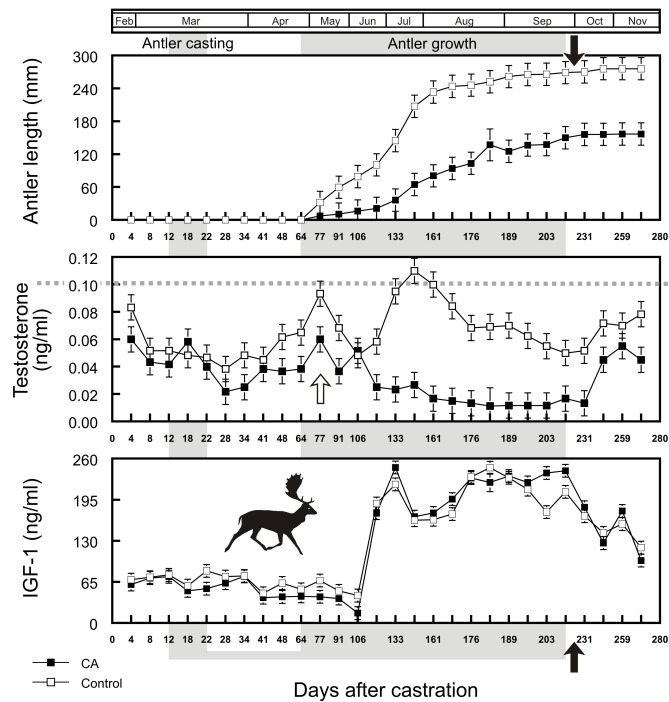 Feb Mar Apr May Jun Jul Aug Sep Oct Nov
Antler casting Antler growth
Antler length (mm)
300
240
180
120
60
0
0 4 8 12 18 22 28 34 41 48 64 77 91 106 133 161 176 189 203 231 259 280
Testosterone
(ng/ml)
0.12
0.10
0.08
0.06
0.04
0.02
0.00
0 4 8 12 18 22 28 34 41 48 64 77 91 106 133 161 176 189 203 231 259 280
IGF-1 (ng/ml)
260
195
130
65
0
0 4 8 12 18 22 28 34 41 48 64 77 91 106 133 161 176 189 203 231 259 280
CA
Control
Days after castration